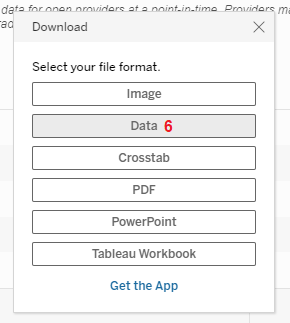 data for open providers at a point-in-time. Providers ma
Download
Select your file format.
Image
Data 6
Crosstab
PDF
PowerPoint
Tableau Workbook
Get the App